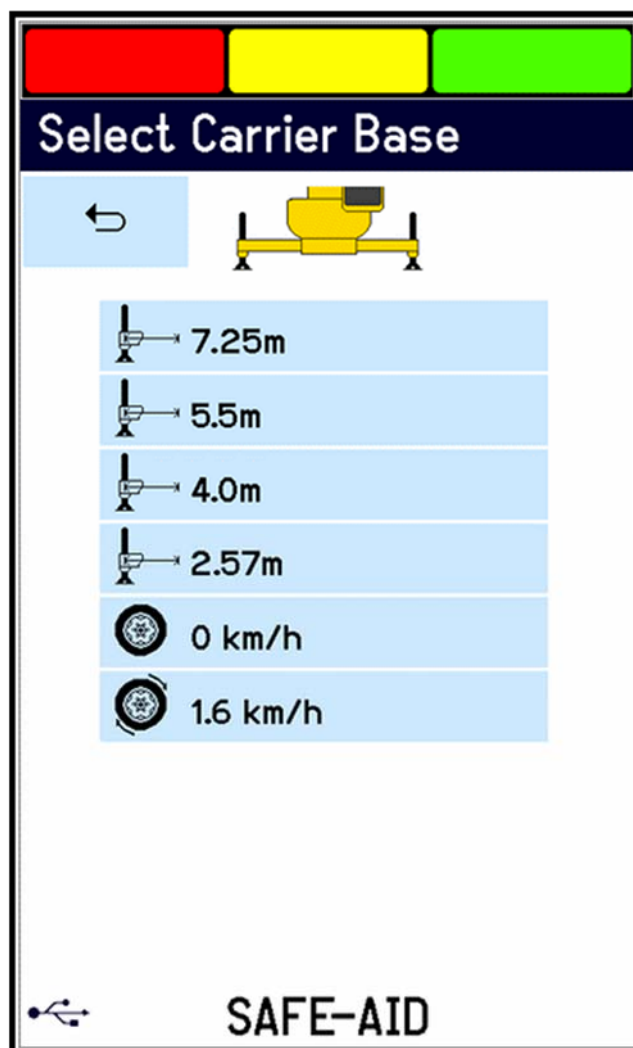 Select Carrier Base
7.25m
5.5m
4.0m
2.57m
0 km/h
1.6 km/h
SAFE-AID